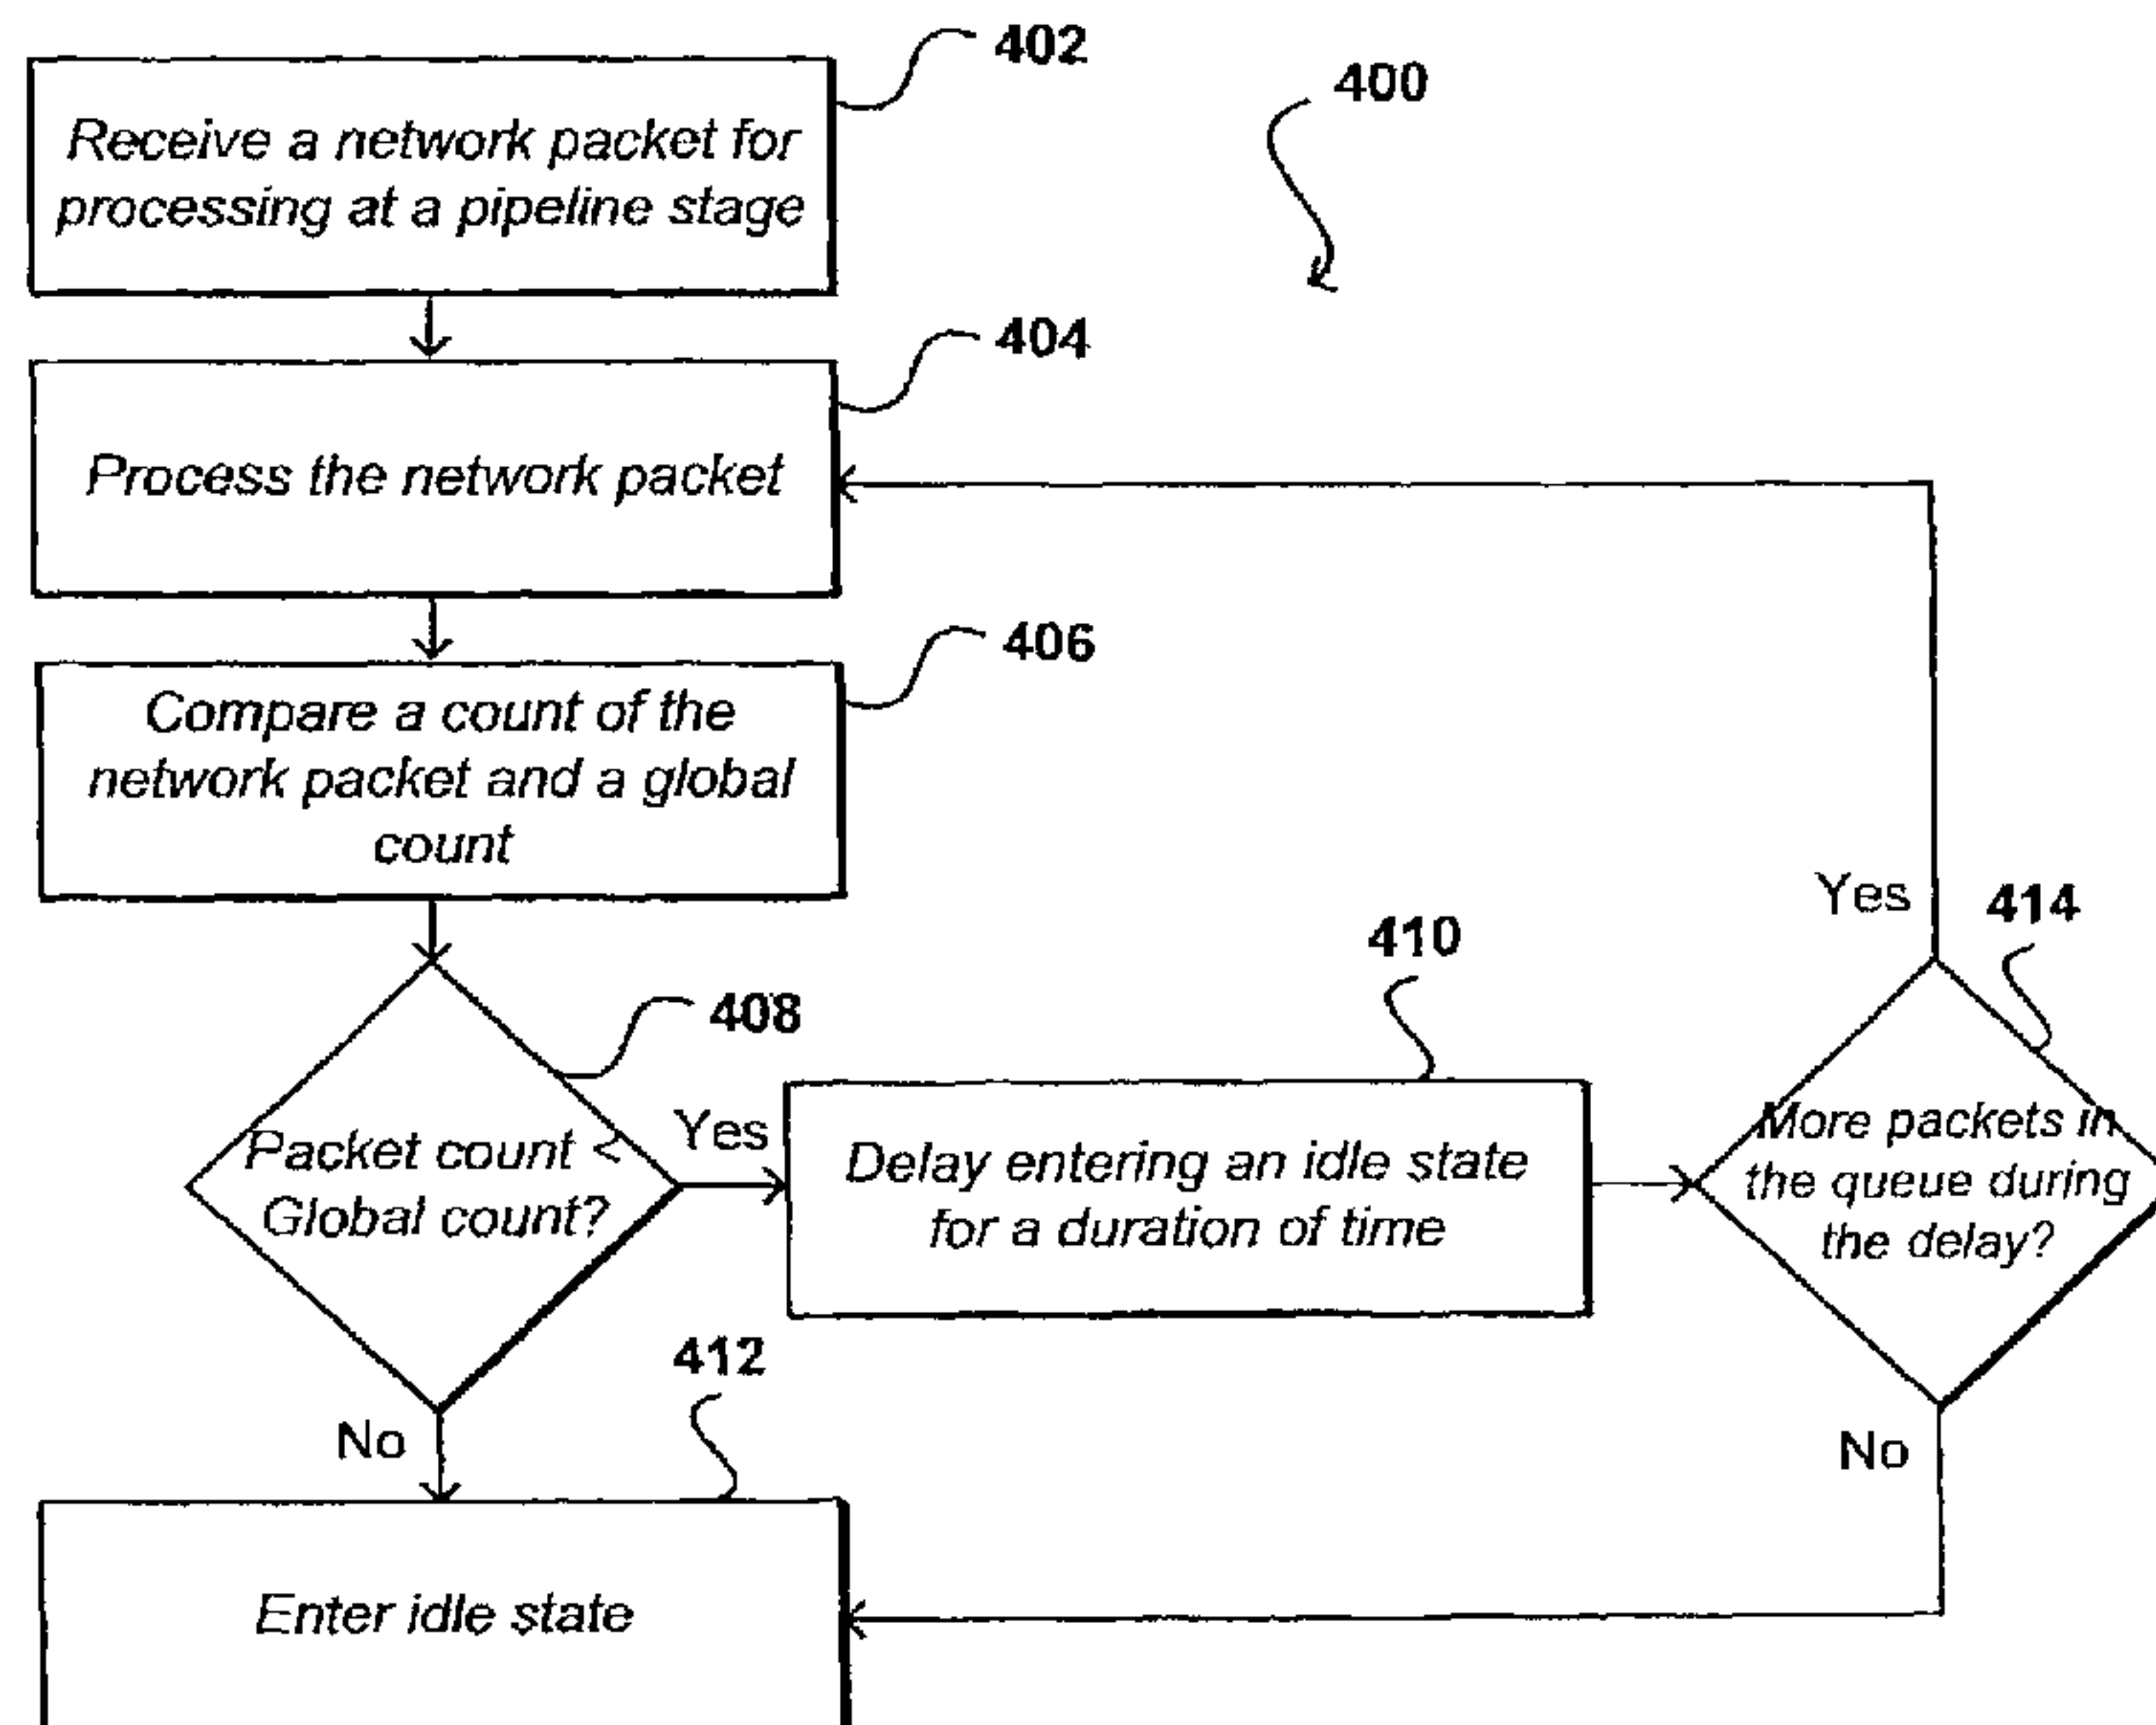 402
400
Receive a network packet for
processing at a pipeline stage
404
Process the network packet
406
Compare a count of the
network packet and a global
count
408
Packet count <
Global count?
Yes
410
Delay entering an idle state
for a duration of time
Yes
414
More packets in
the queue during
the delay?
No
412
No
Enter idle state